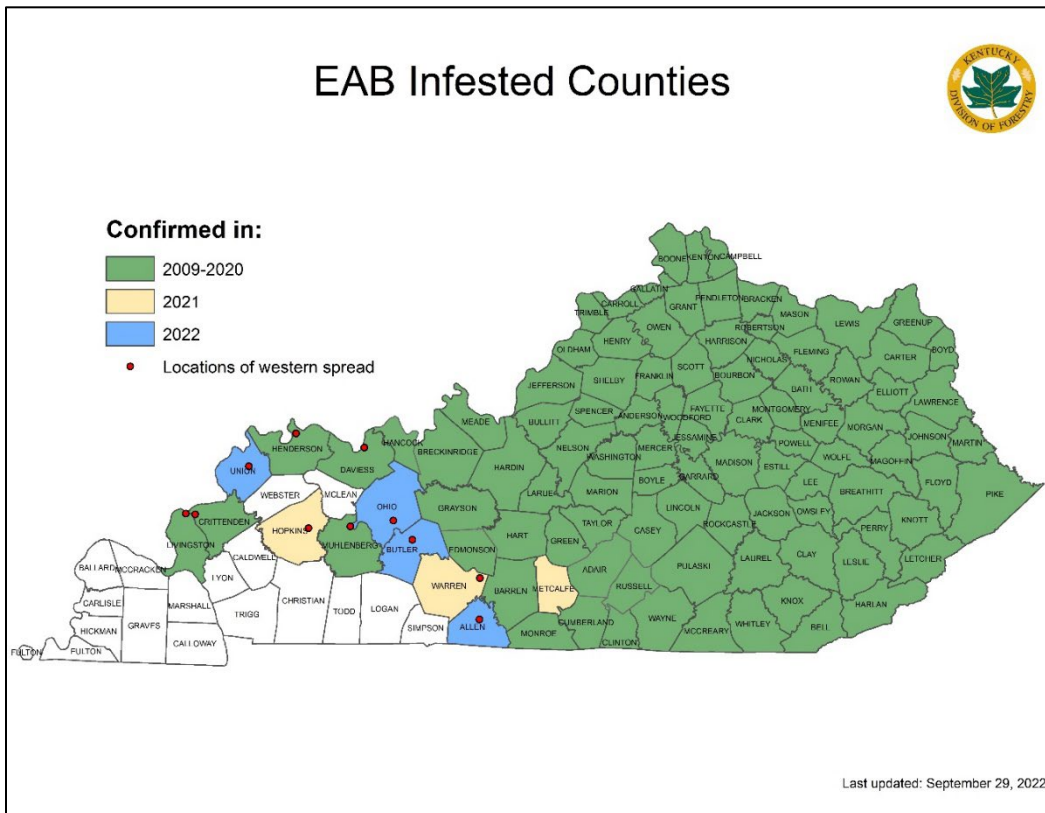 EAB Infested Counties
KENTUCKY
DIVISION OF FORESTRY
Confirmed in:
2009-2020
2021
2022
Locations of western spread
BOONE
KENTON
CAMPBELL
GALLATIN
CARROLL
TRIMBLE
GRANT
PENDLETON
BRACKEN
MASON
OWEN
ROBERTSON
LEWIS
GREENUP
OLDHAM
HENRY
HARRISON
NICHOLAS
FLEMING
CARTER
BOYD
JEFFERSON
SHELBY
FRANKLIN
SCOTT
BOURBON
BATH
ROWAN
ELLIOTT
LAWRENCE
BULLITT
SPENCER
ANDERSON
WOODFORD
FAYETTE
CLARK
MONTGOMERY
MENIFEE
MORGAN
JOHNSON
MARTIN
MEADE
HANCOCK
BRECKINRIDGE
HARDIN
NELSON
WASHINGTON
MERCER
JESSAMINE
MADISON
POWELL
ESTILL
WOLFE
MAGOFFIN
FLOYD
PIKE
HENDERSON
DAVIESS
UNION
WEBSTER
MCLEAN
OHIO
GRAYSON
LARUE
MARION
BOYLE
GARRARD
LEE
BREATHITT
KNOTT
LINCOLN
ROCKCASTLE
JACKSON
OWSLEY
PERRY
LETCHER
CRITTENDEN
LIVINGSTON
HOPKINS
MUHLENBERG
BUTLER
EDMONSON
HART
GREEN
TAYLOR
CASEY
PULASKI
LAUREL
CLAY
LESLIE
HARLAN
BALLARD
MCCRACKEN
LYON
CALDWELL
WARREN
BARREN
METCALFE
ADAIR
RUSSELL
KNOX
CARLISLE
GRAVES
MARSHALL
TRIGG
CHRISTIAN
TODD
LOGAN
SIMPSON
ALLEN
MONROE
CUMBERLAND
CLINTON
WAYNE
MCCREARY
WHITLEY
BELL
HICKMAN
FULTON
FULTON
CALLOWAY
Last updated: September 29, 2022